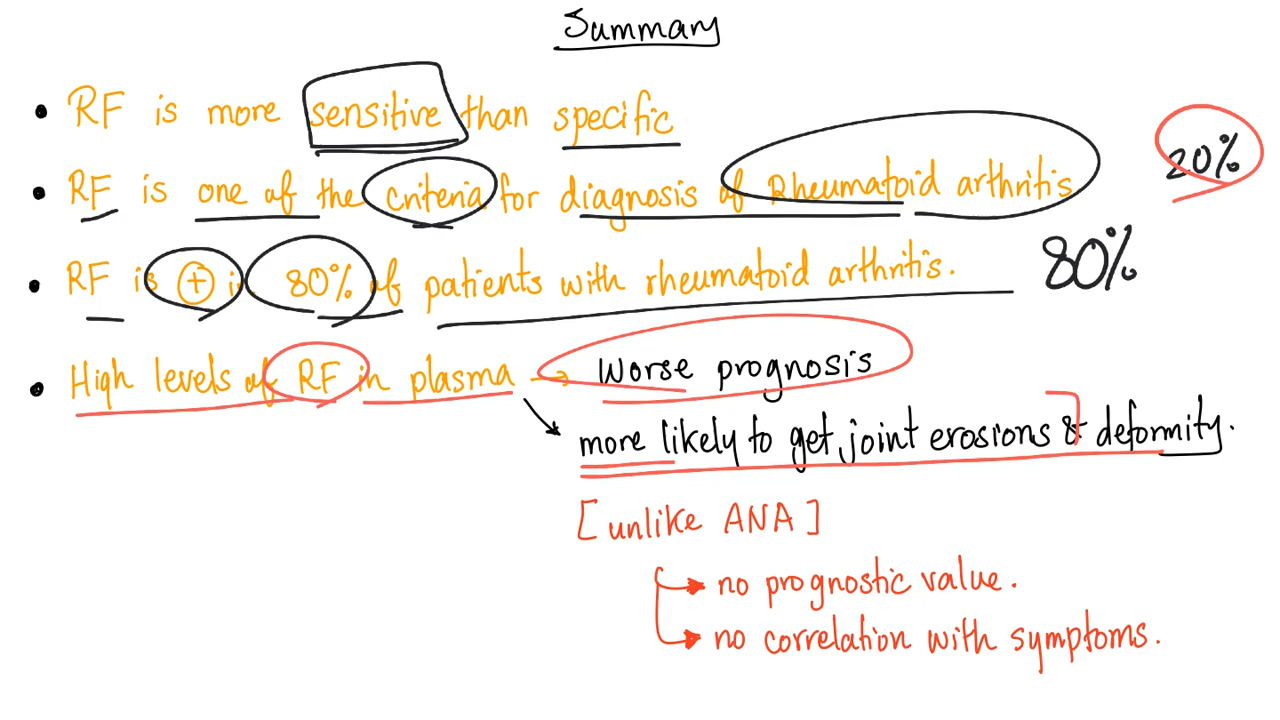 Summary
• RF is more sensitive than specific
20%
• RF is one of the criteria for diagnosis of Rheumatoid arthritis
• RF is + in 80% of patients with rheumatoid arthritis.
80%
• High levels of RF in plasma → Worse prognosis
more likely to get joint erosions & deformity.
[unlike ANA]
→ no prognostic value.
→ no correlation with symptoms.